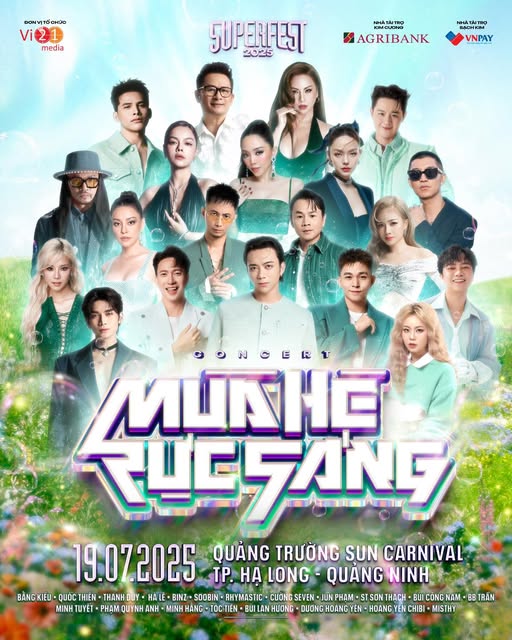 ĐƠN VỊ TỔ CHỨC
Vi21
media
SUPERFEST
2025
NHÀ TÀI TRỢ
KIM CƯƠNG
AGRIBANK
NHÀ TÀI TRỢ
BẠCH KIM
VNPAY
CONCERT
MÙA HÈ
RỰC SÁNG
19.07.2025
QUẢNG TRƯỜNG SUN CARNIVAL
TP. HẠ LONG - QUẢNG NINH
BẰNG KIỀU • QUỐC THIÊN • THANH DUY • HÀ LÊ • BINZ • SOOBIN • RHYMASTIC • CƯỜNG SEVEN • JUN PHẠM • ST SƠN THẠCH • BÙI CÔNG NAM • BB TRẦN
MINH TUYẾT • PHẠM QUỲNH ANH • MINH HẰNG • TÓC TIÊN • BÙI LAN HƯƠNG • DƯƠNG HOÀNG YẾN • HOÀNG YẾN CHIBI • MISTHY